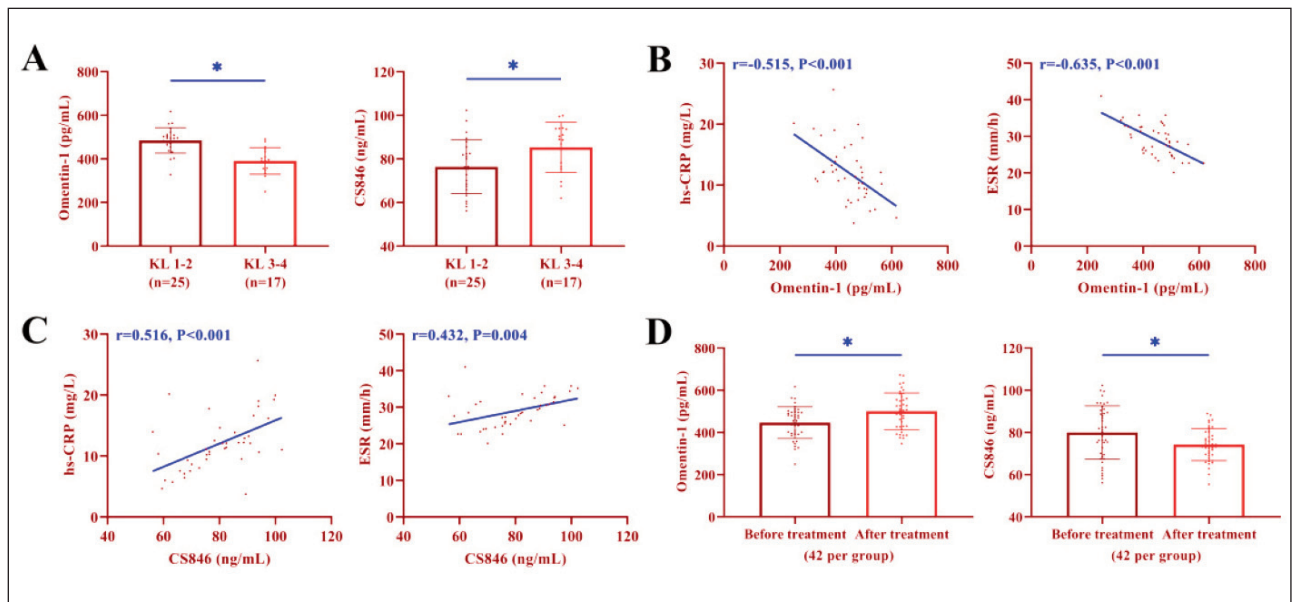 A
800
600
400
200
0
Omentin-1 (pg/mL)
*
KL 1-2
(n=25)
KL 3-4
(n=17)
120
100
80
60
40
CS846 (ng/mL)
*
KL 1-2
(n=25)
KL 3-4
(n=17)
B
r=-0.515, P<0.001
30
20
10
0
hs-CRP (mg/L)
0 200 400 600 800
Omentin-1 (pg/mL)
r=-0.635, P<0.001
50
40
30
20
10
0
ESR (mm/h)
0 200 400 600 800
Omentin-1 (pg/mL)
C
r=0.516, P<0.001
30
20
10
0
hs-CRP (mg/L)
40 60 80 100 120
CS846 (ng/mL)
r=0.432, P=0.004
50
40
30
20
10
0
ESR (mm/h)
40 60 80 100 120
CS846 (ng/mL)
D
800
600
400
200
0
Omentin-1 (pg/mL)
*
Before treatment After treatment
(42 per group)
120
100
80
60
40
CS846 (ng/mL)
*
Before treatment After treatment
(42 per group)